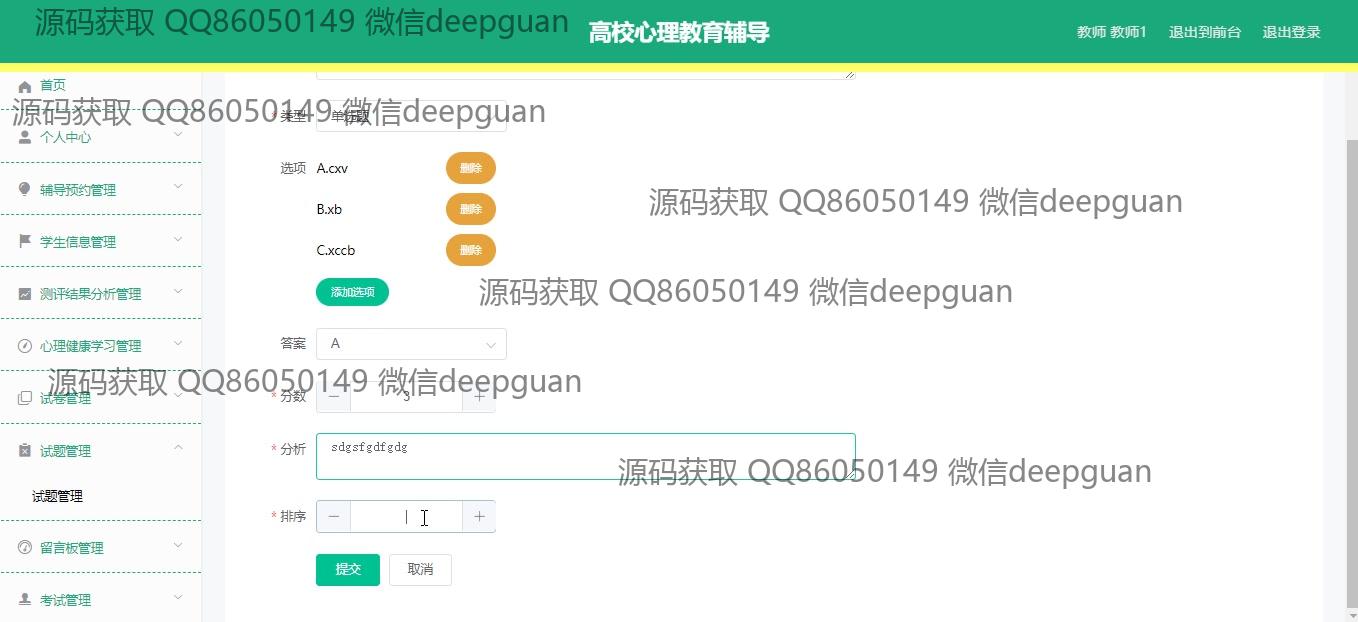 源码获取 QQ86050149 微信deepguan
高校心理教育辅导
教师 教师1 退出到前台 退出登录
首页
源码获取 QQ86050149 微信deepguan
* 类型 单选题
个人中心
选项 A.cxv 删除
辅导预约管理
源码获取 QQ86050149 微信deepguan
B.xb 删除
学生信息管理
C.xccb 删除
测评结果分析管理
添加选项
源码获取 QQ86050149 微信deepguan
心理健康学习管理
答案 A
源码获取 QQ86050149 微信deepguan
试卷管理
* 分数 3
试题管理
* 分析 sdgsfgdfgdg
源码获取 QQ86050149 微信deepguan
试题管理
* 排序
留言板管理
提交 取消
考试管理